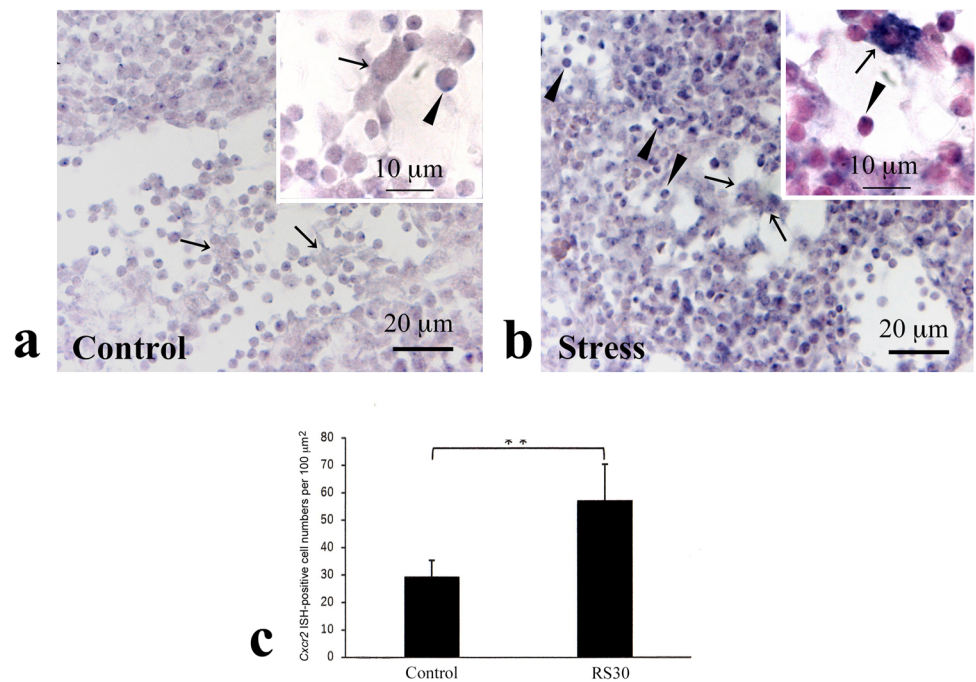 10 µm
a
Control
20 µm
10 µm
b
Stress
20 µm
c
Cxcr2 ISH-positive cell numbers per 100 µm²
80
70
60
50
40
30
20
10
0
* *
Control
RS30